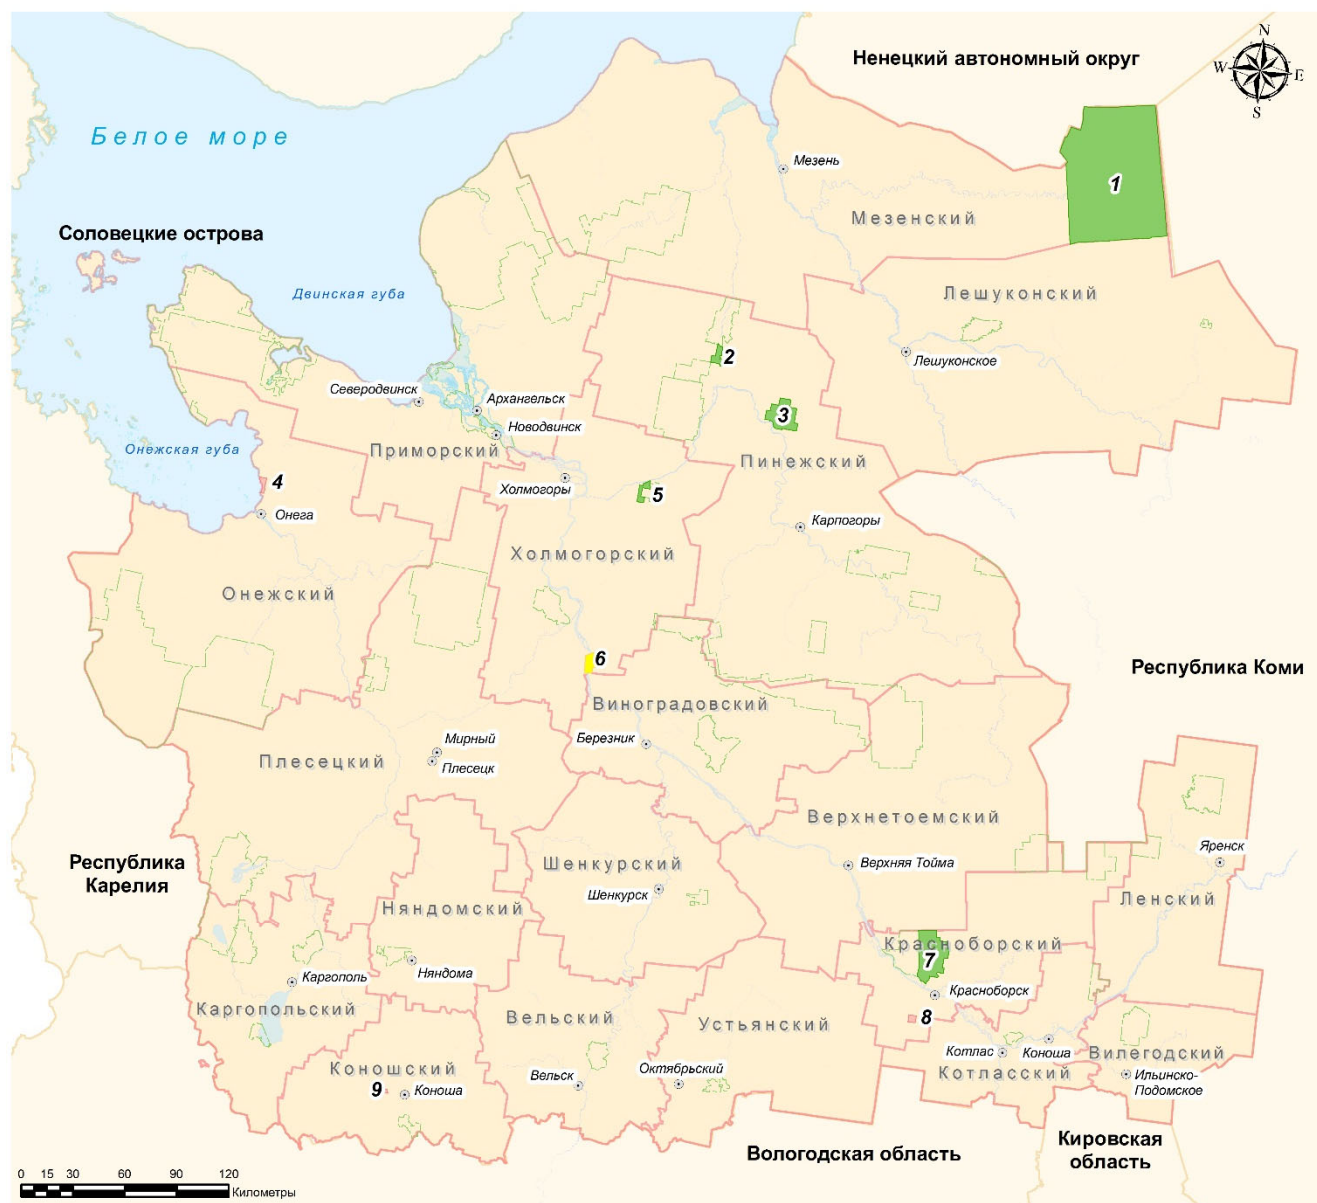 Ненецкий автономный округ
N
W
E
S
Белое море
Мезень
1
Мезенский
Соловецкие острова
Двинская губа
Лешуконский
2
Лешуконское
Северодвинск
Архангельск
3
Новодвинск
Онежская губа
Приморский
Пинежский
4
Холмогоры
5
Онега
Карпогоры
Холмогорский
Онежский
6
Республика Коми
Виноградовский
Мирный
Березник
Плесецкий
Плесецк
Верхнетоемский
Яренск
Республика
Карелия
Шенкурский
Верхняя Тойма
Шенкурск
Ленский
Няндомский
Красноборский
7
Каргополь
Няндома
Красноборск
Каргопольский
Вельский
Устьянский
8
Котлас
Коноша
Вилегодский
Коношский
Октябрьский
Котласский
Вельск
Ильинско-
Подомское
9
Коноша
Кировская
область
Вологодская область
0 15 30 60 90 120
Километры